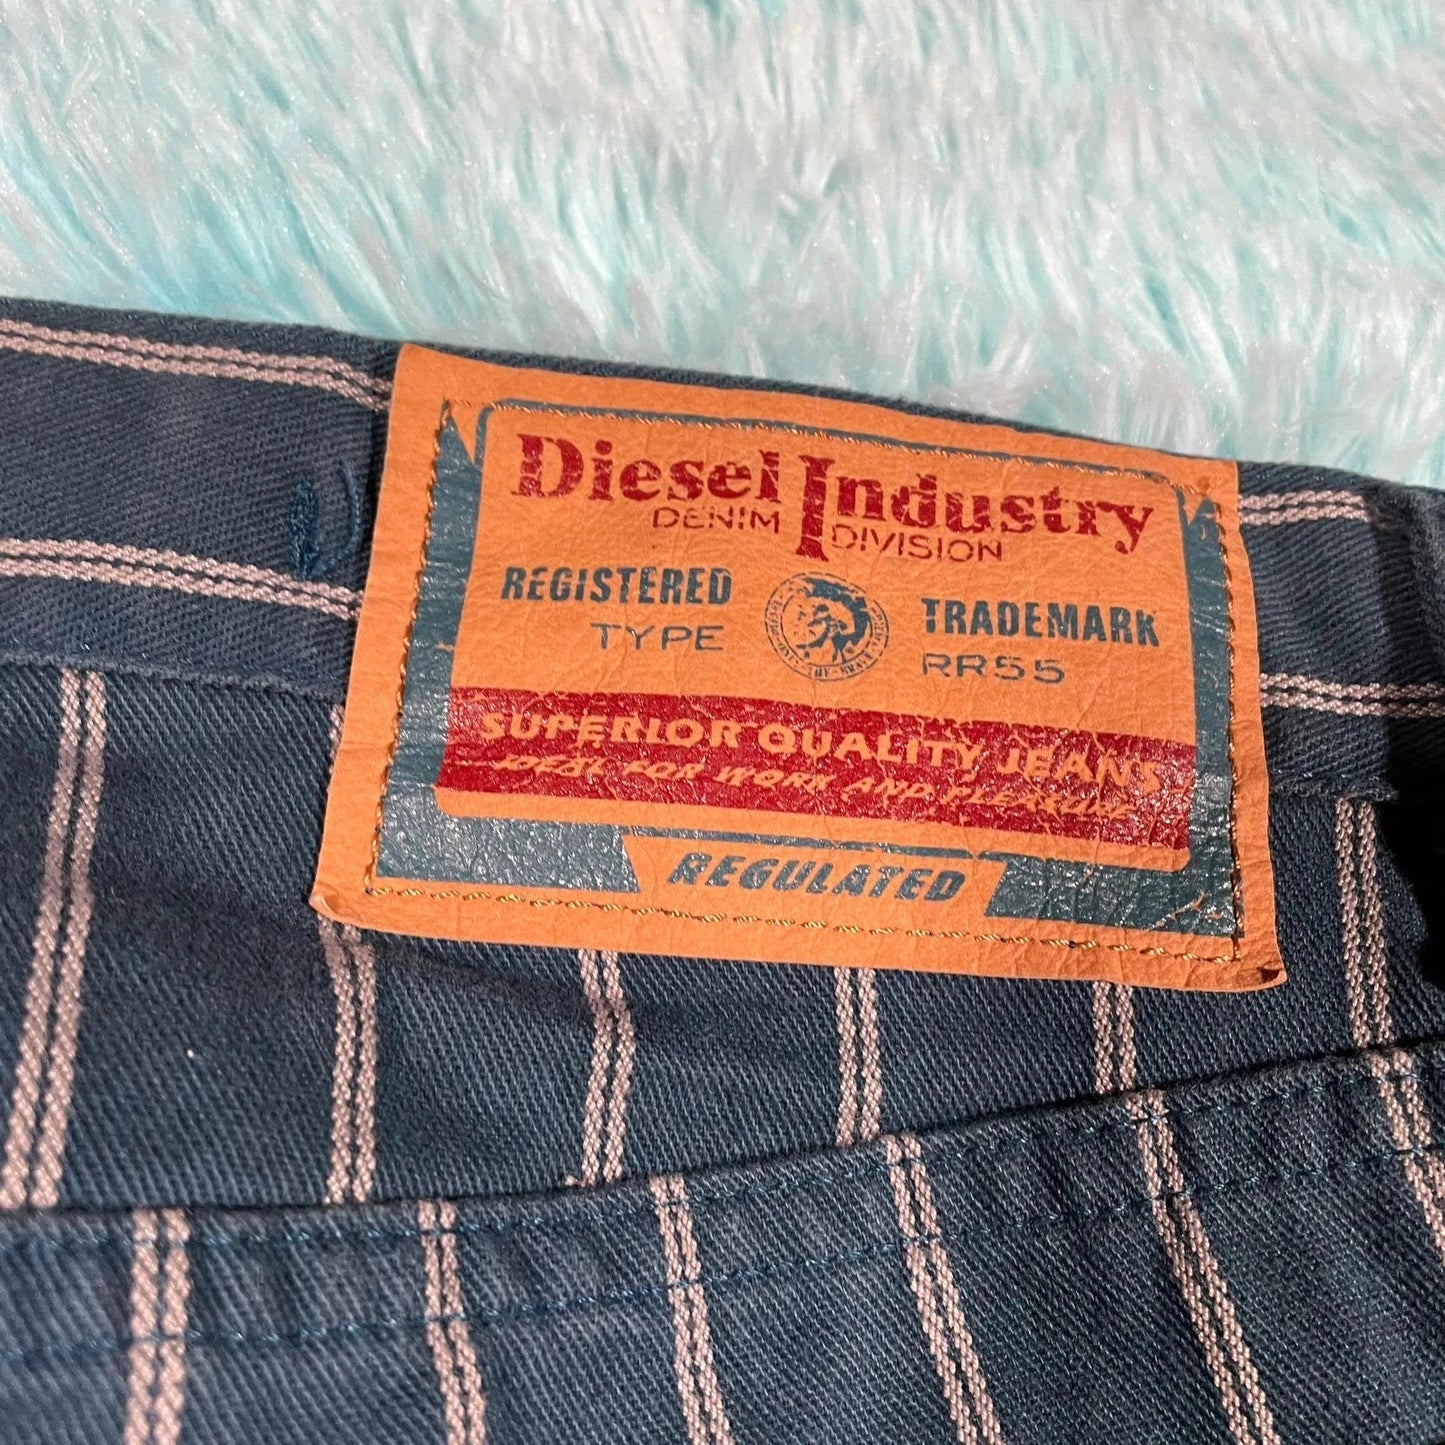 Diesel Industry
DENIM DIVISION
REGISTERED TRADEMARK
TYPE RR55
SUPERIOR QUALITY JEANS
IDEAL FOR WORK AND PLEASURE
REGULATED